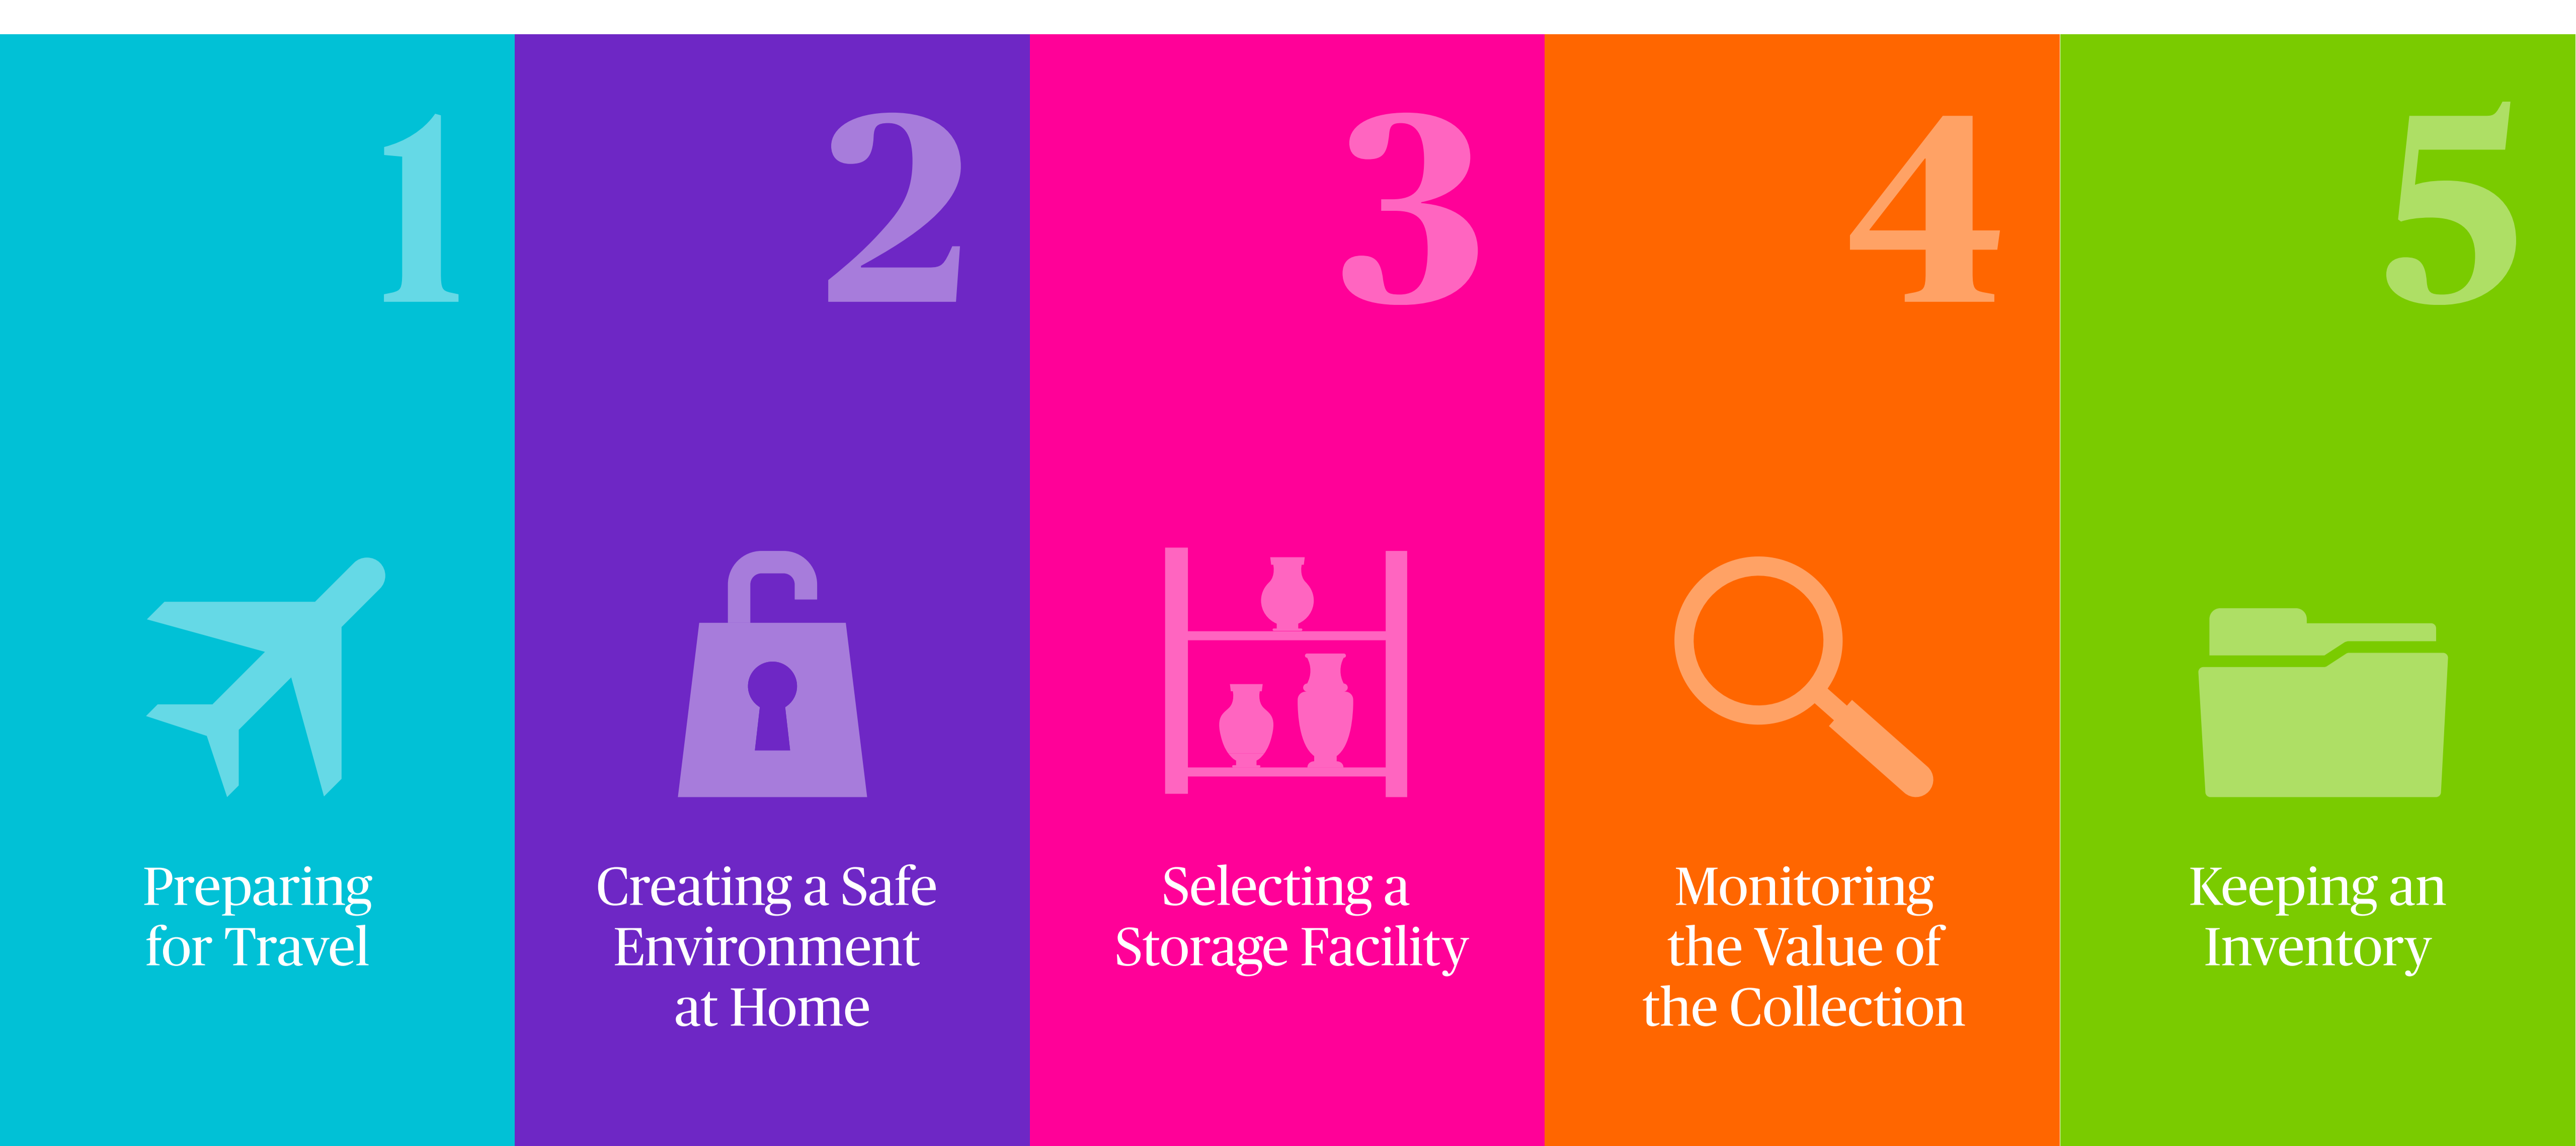 1
Preparing
for Travel
2
Creating a Safe
Environment
at Home
3
Selecting a
Storage Facility
4
Monitoring
the Value of
the Collection
5
Keeping an
Inventory